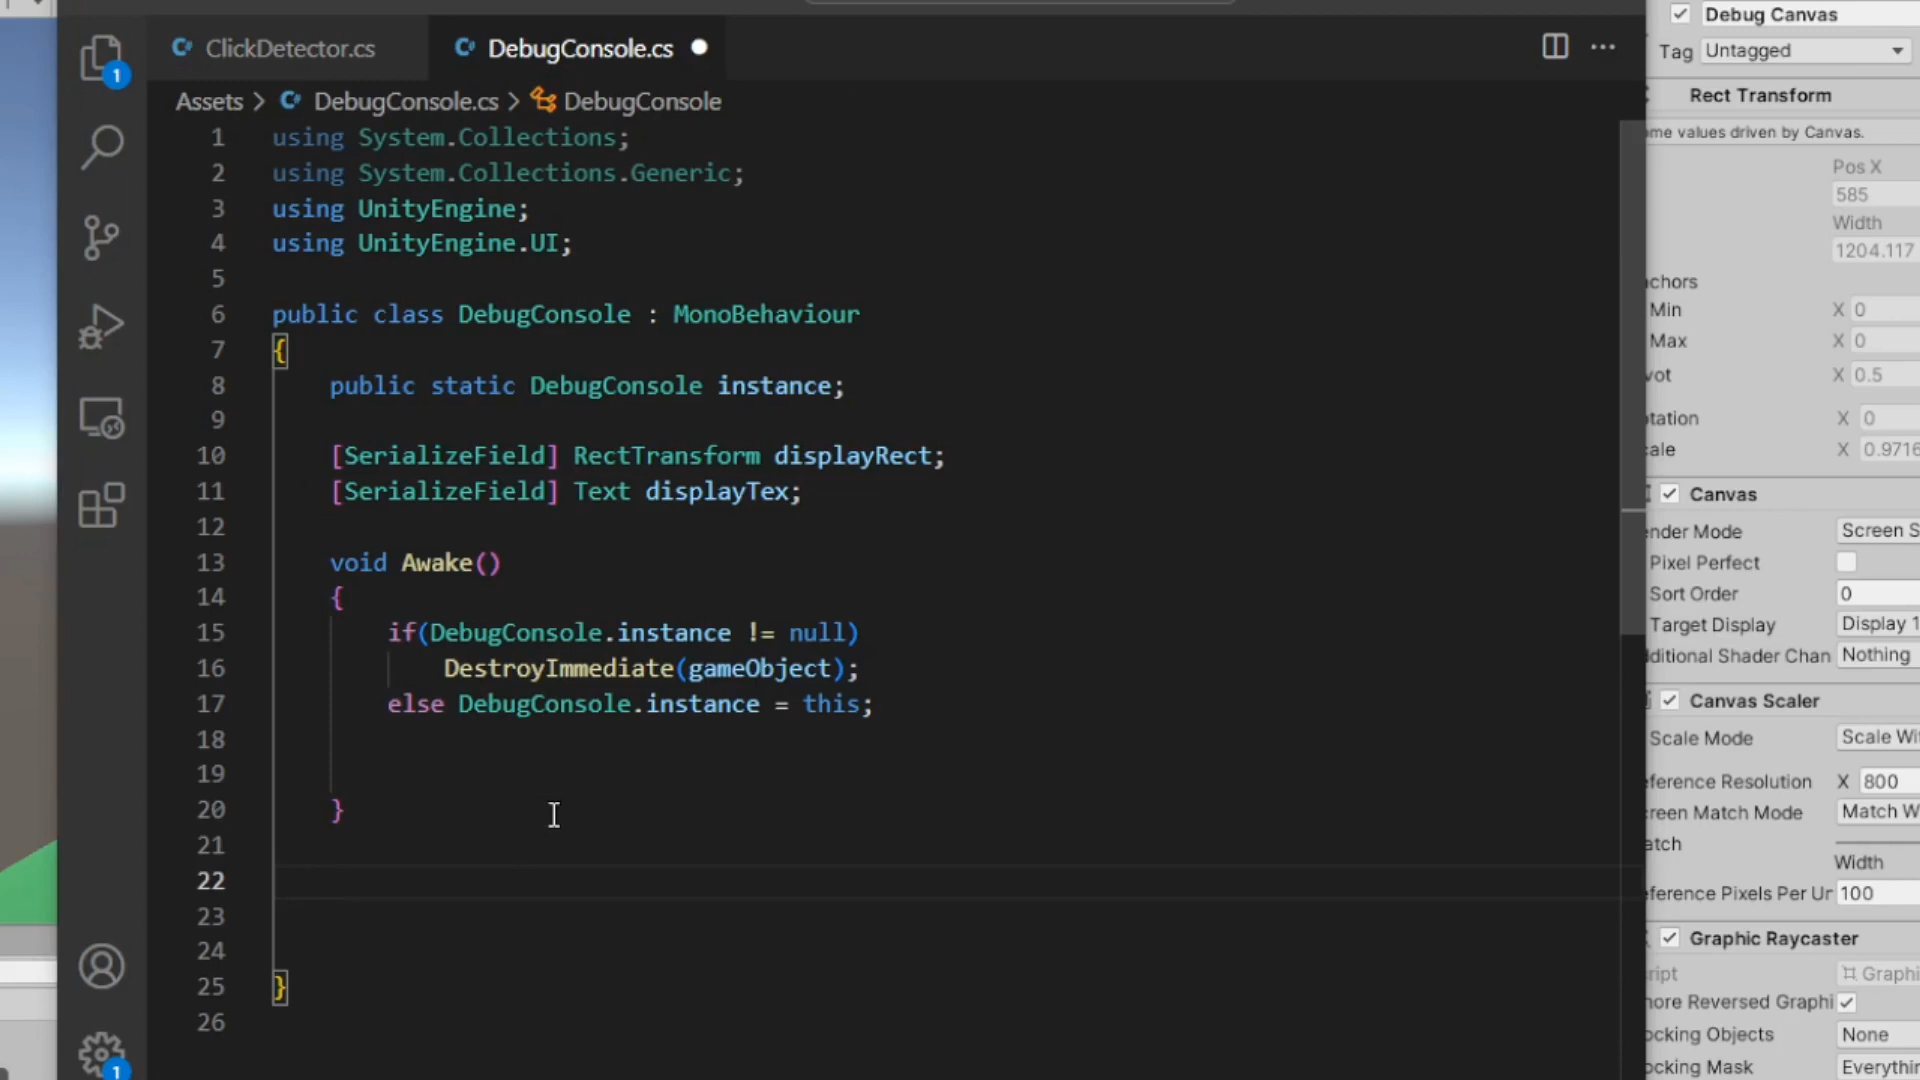 ClickDetector.cs
DebugConsole.cs
Assets > DebugConsole.cs > DebugConsole
1 using System.Collections;
2 using System.Collections.Generic;
3 using UnityEngine;
4 using UnityEngine.UI;
5
6 public class DebugConsole : MonoBehaviour
7 {
8 public static DebugConsole instance;
9
10 [SerializeField] RectTransform displayRect;
11 [SerializeField] Text displayTex;
12
13 void Awake()
14 {
15 if(DebugConsole.instance != null)
16 DestroyImmediate(gameObject);
17 else DebugConsole.instance = this;
18
19
20 }
21
22
23
24
25 }
26
1
1
Debug Canvas
Tag Untagged
Rect Transform
me values driven by Canvas.
Pos X
585
Width
1204.117
chors
Min X 0
Max X 0
vot X 0.5
tation X 0
ale X 0.9716
Canvas
nder Mode Screen S
Pixel Perfect
Sort Order 0
Target Display Display 1
ditional Shader Chan Nothing
Canvas Scaler
Scale Mode Scale Wi
ference Resolution X 800
reen Match Mode Match W
atch
Width
ference Pixels Per Un 100
Graphic Raycaster
ript Graphi
nore Reversed Graphi
ocking Objects None
ocking Mask Everythin